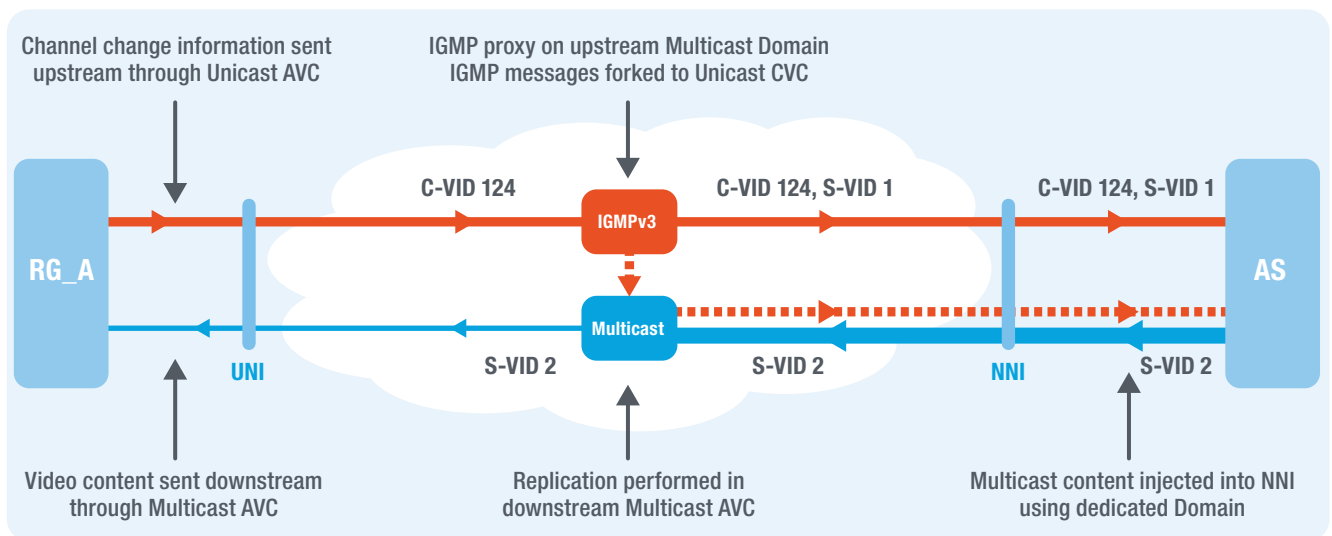 Channel change information sent
upstream through Unicast AVC
IGMP proxy on upstream Multicast Domain
IGMP messages forked to Unicast CVC
C-VID 124
C-VID 124, S-VID 1
C-VID 124, S-VID 1
IGMPv3
RG_A
AS
Multicast
UNI
S-VID 2
S-VID 2
NNI
S-VID 2
Video content sent downstream
through Multicast AVC
Replication performed in
downstream Multicast AVC
Multicast content injected into NNI
using dedicated Domain